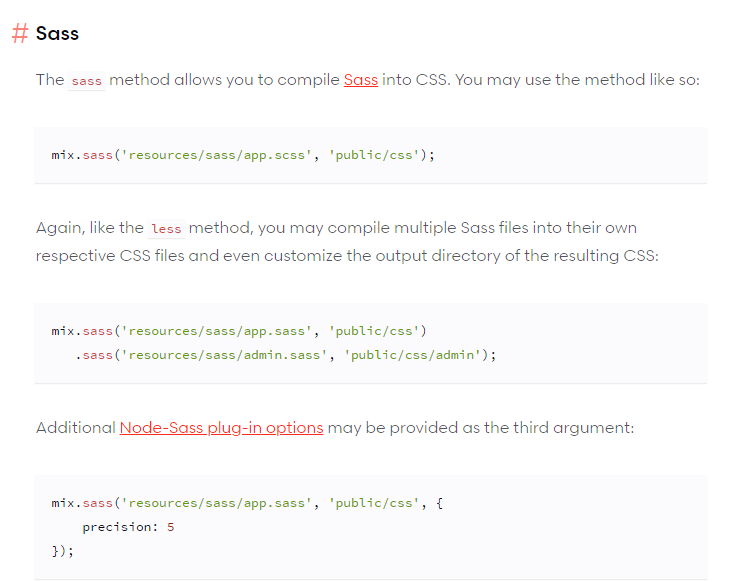 # Sass
The sass method allows you to compile Sass into CSS. You may use the method like so:
mix.sass('resources/sass/app.scss', 'public/css');
Again, like the less method, you may compile multiple Sass files into their own
respective CSS files and even customize the output directory of the resulting CSS:
mix.sass('resources/sass/app.sass', 'public/css')
   .sass('resources/sass/admin.sass', 'public/css/admin');
Additional Node-Sass plug-in options may be provided as the third argument:
mix.sass('resources/sass/app.sass', 'public/css', {
    precision: 5
});